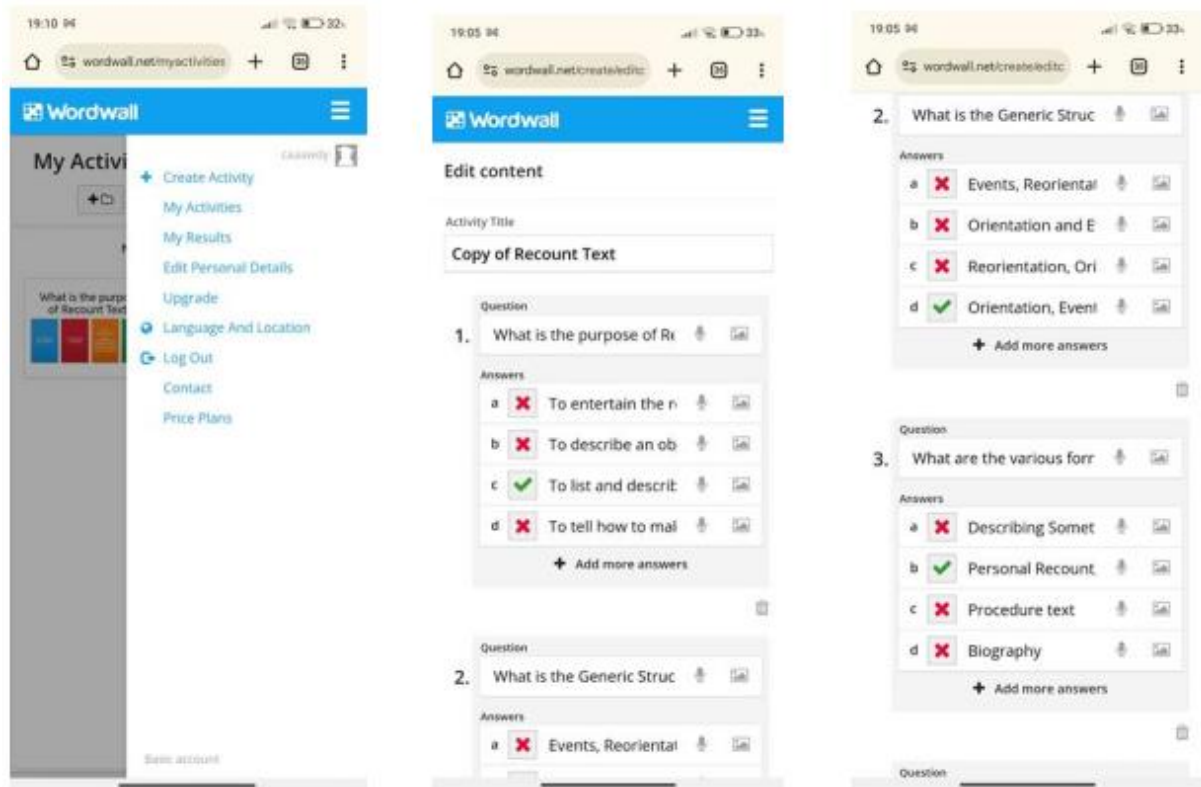 19:10
32
wordwall.net/myactivities
36
Wordwall
My Activi
Create Activity
My Activities
My Results
Edit Personal Details
Upgrade
Language And Location
Log Out
Contact
Price Plans
What is the purpo
of Recount Text
Basic account
19:05
33
wordwall.net/create/editc
36
Wordwall
Edit content
Activity Title
Copy of Recount Text
Question
1. What is the purpose of Re
Answers
a To entertain the r
b To describe an ob
c To list and describ
d To tell how to mal
+ Add more answers
Question
2. What is the Generic Struc
Answers
a Events, Reorientat
19:05
33
wordwall.net/create/editc
36
2. What is the Generic Struc
Answers
a Events, Reorientat
b Orientation and E
c Reorientation, Ori
d Orientation, Event
+ Add more answers
Question
3. What are the various forr
Answers
a Describing Somet
b Personal Recount
c Procedure text
d Biography
+ Add more answers
Question